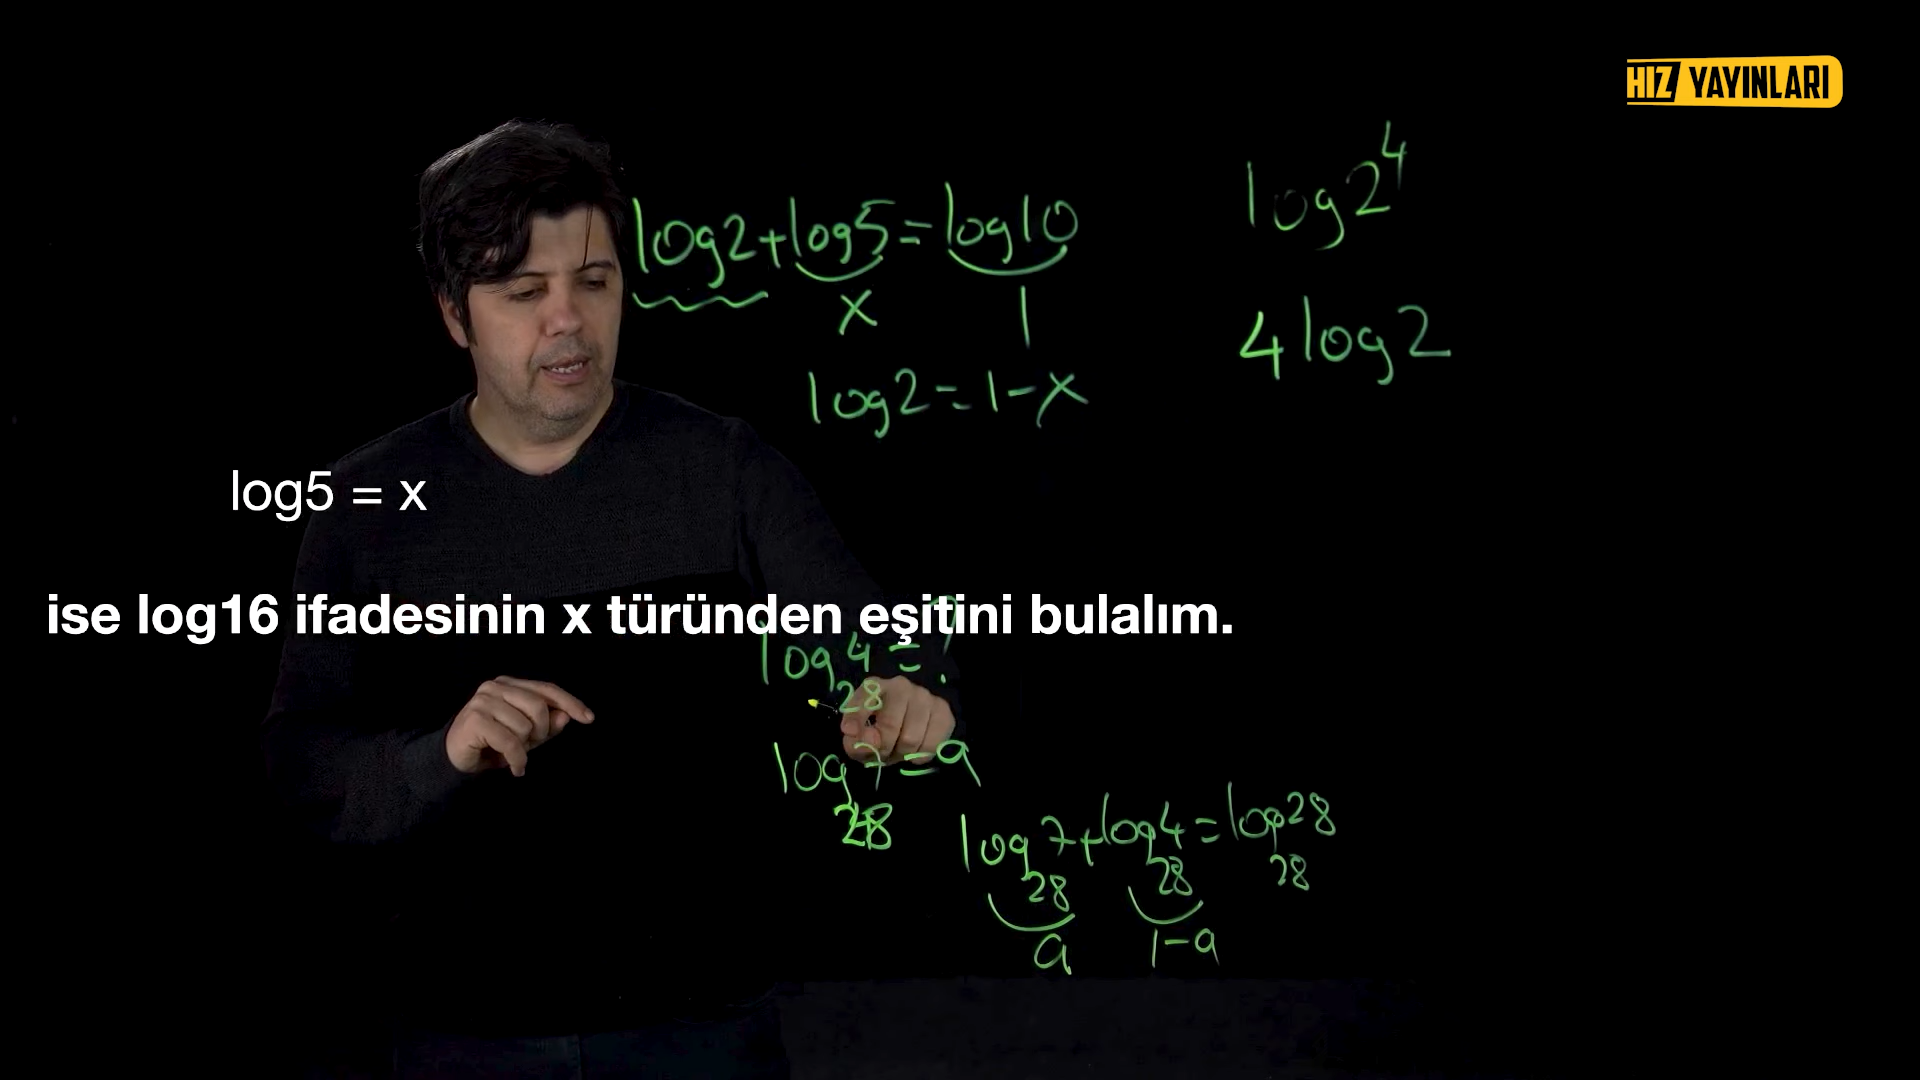 HIZ YAYINLARI
log2+log5=log10
x 1
log2=1-x
log2⁴
4log2
log5 = x
ise log16 ifadesinin x türünden eşitini bulalım.
log₂₈4=?
log₂₈7=a
log₂₈7+log₂₈4=log₂₈28
a 1-a